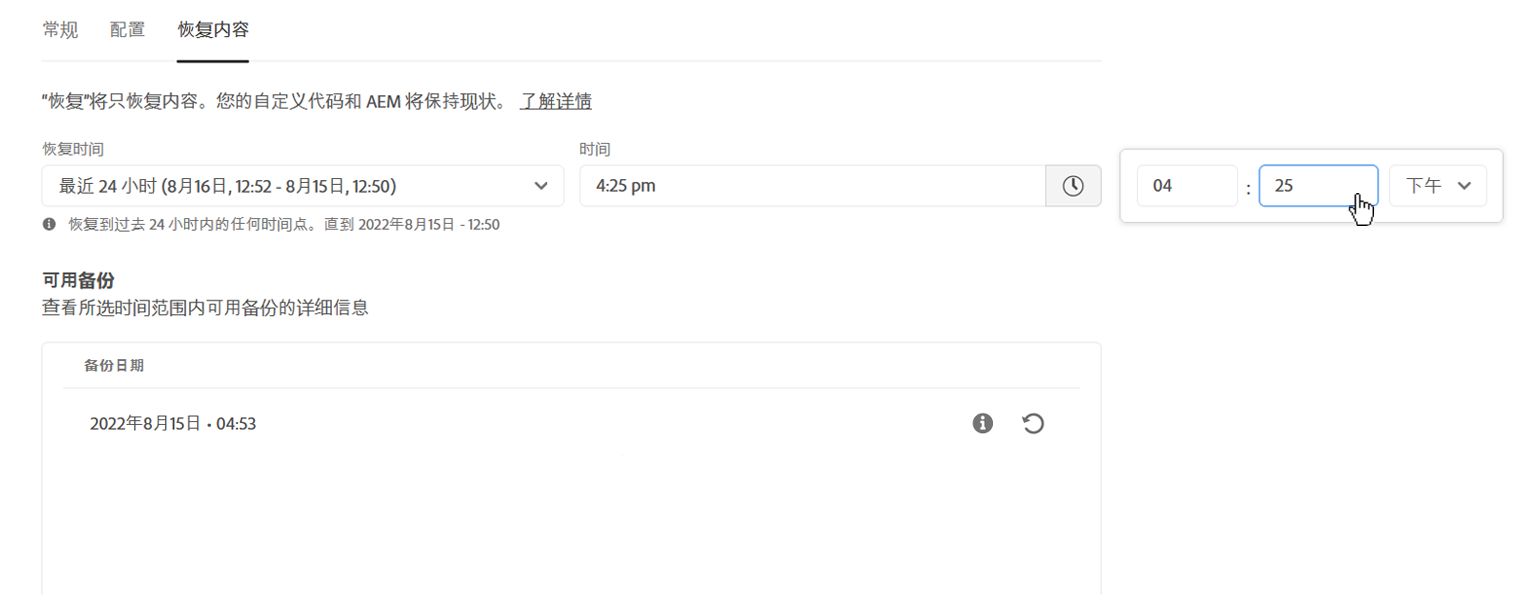 常规 配置 恢复内容
“恢复”将只恢复内容。您的自定义代码和 AEM 将保持现状。 了解详情
恢复时间 时间
最近 24 小时 (8月16日, 12:52 - 8月15日, 12:50) 4:25 pm 04 : 25 下午
恢复到过去 24 小时内的任何时间点。直到 2022年8月15日 - 12:50
可用备份
查看所选时间范围内可用备份的详细信息
备份日期
2022年8月15日 • 04:53